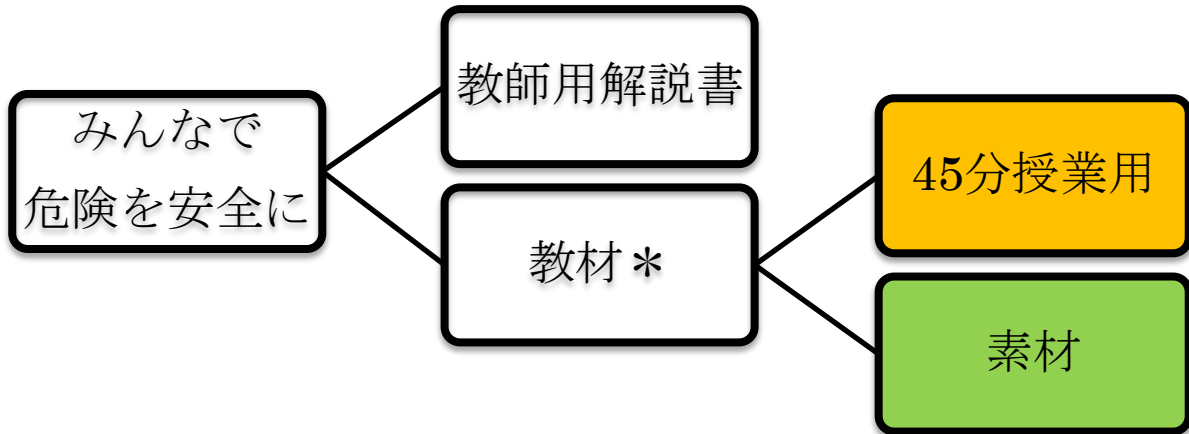 みんなで
危険を安全に
教師用解説書
教材＊
45分授業用
素材